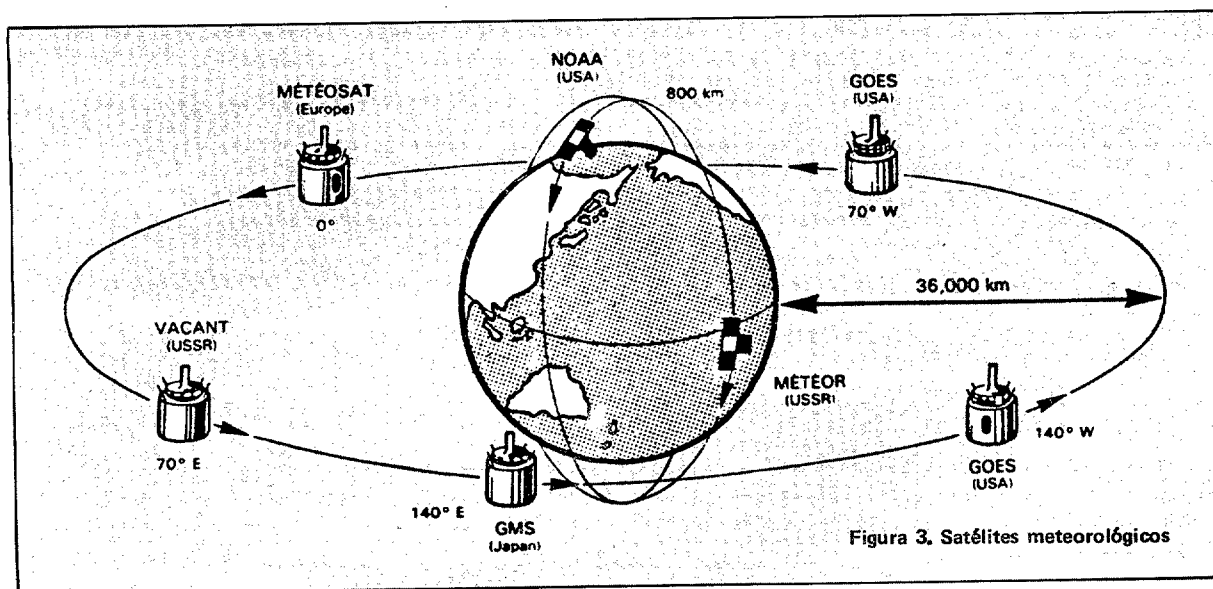 NOAA
(USA)
800 km
MÉTÉOSAT
(Europe)
0°
GOES
(USA)
70° W
36,000 km
VACANT
(USSR)
70° E
MÉTÉOR
(USSR)
140° W
GOES
(USA)
140° E
GMS
(Japan)
Figura 3. Satélites meteorológicos